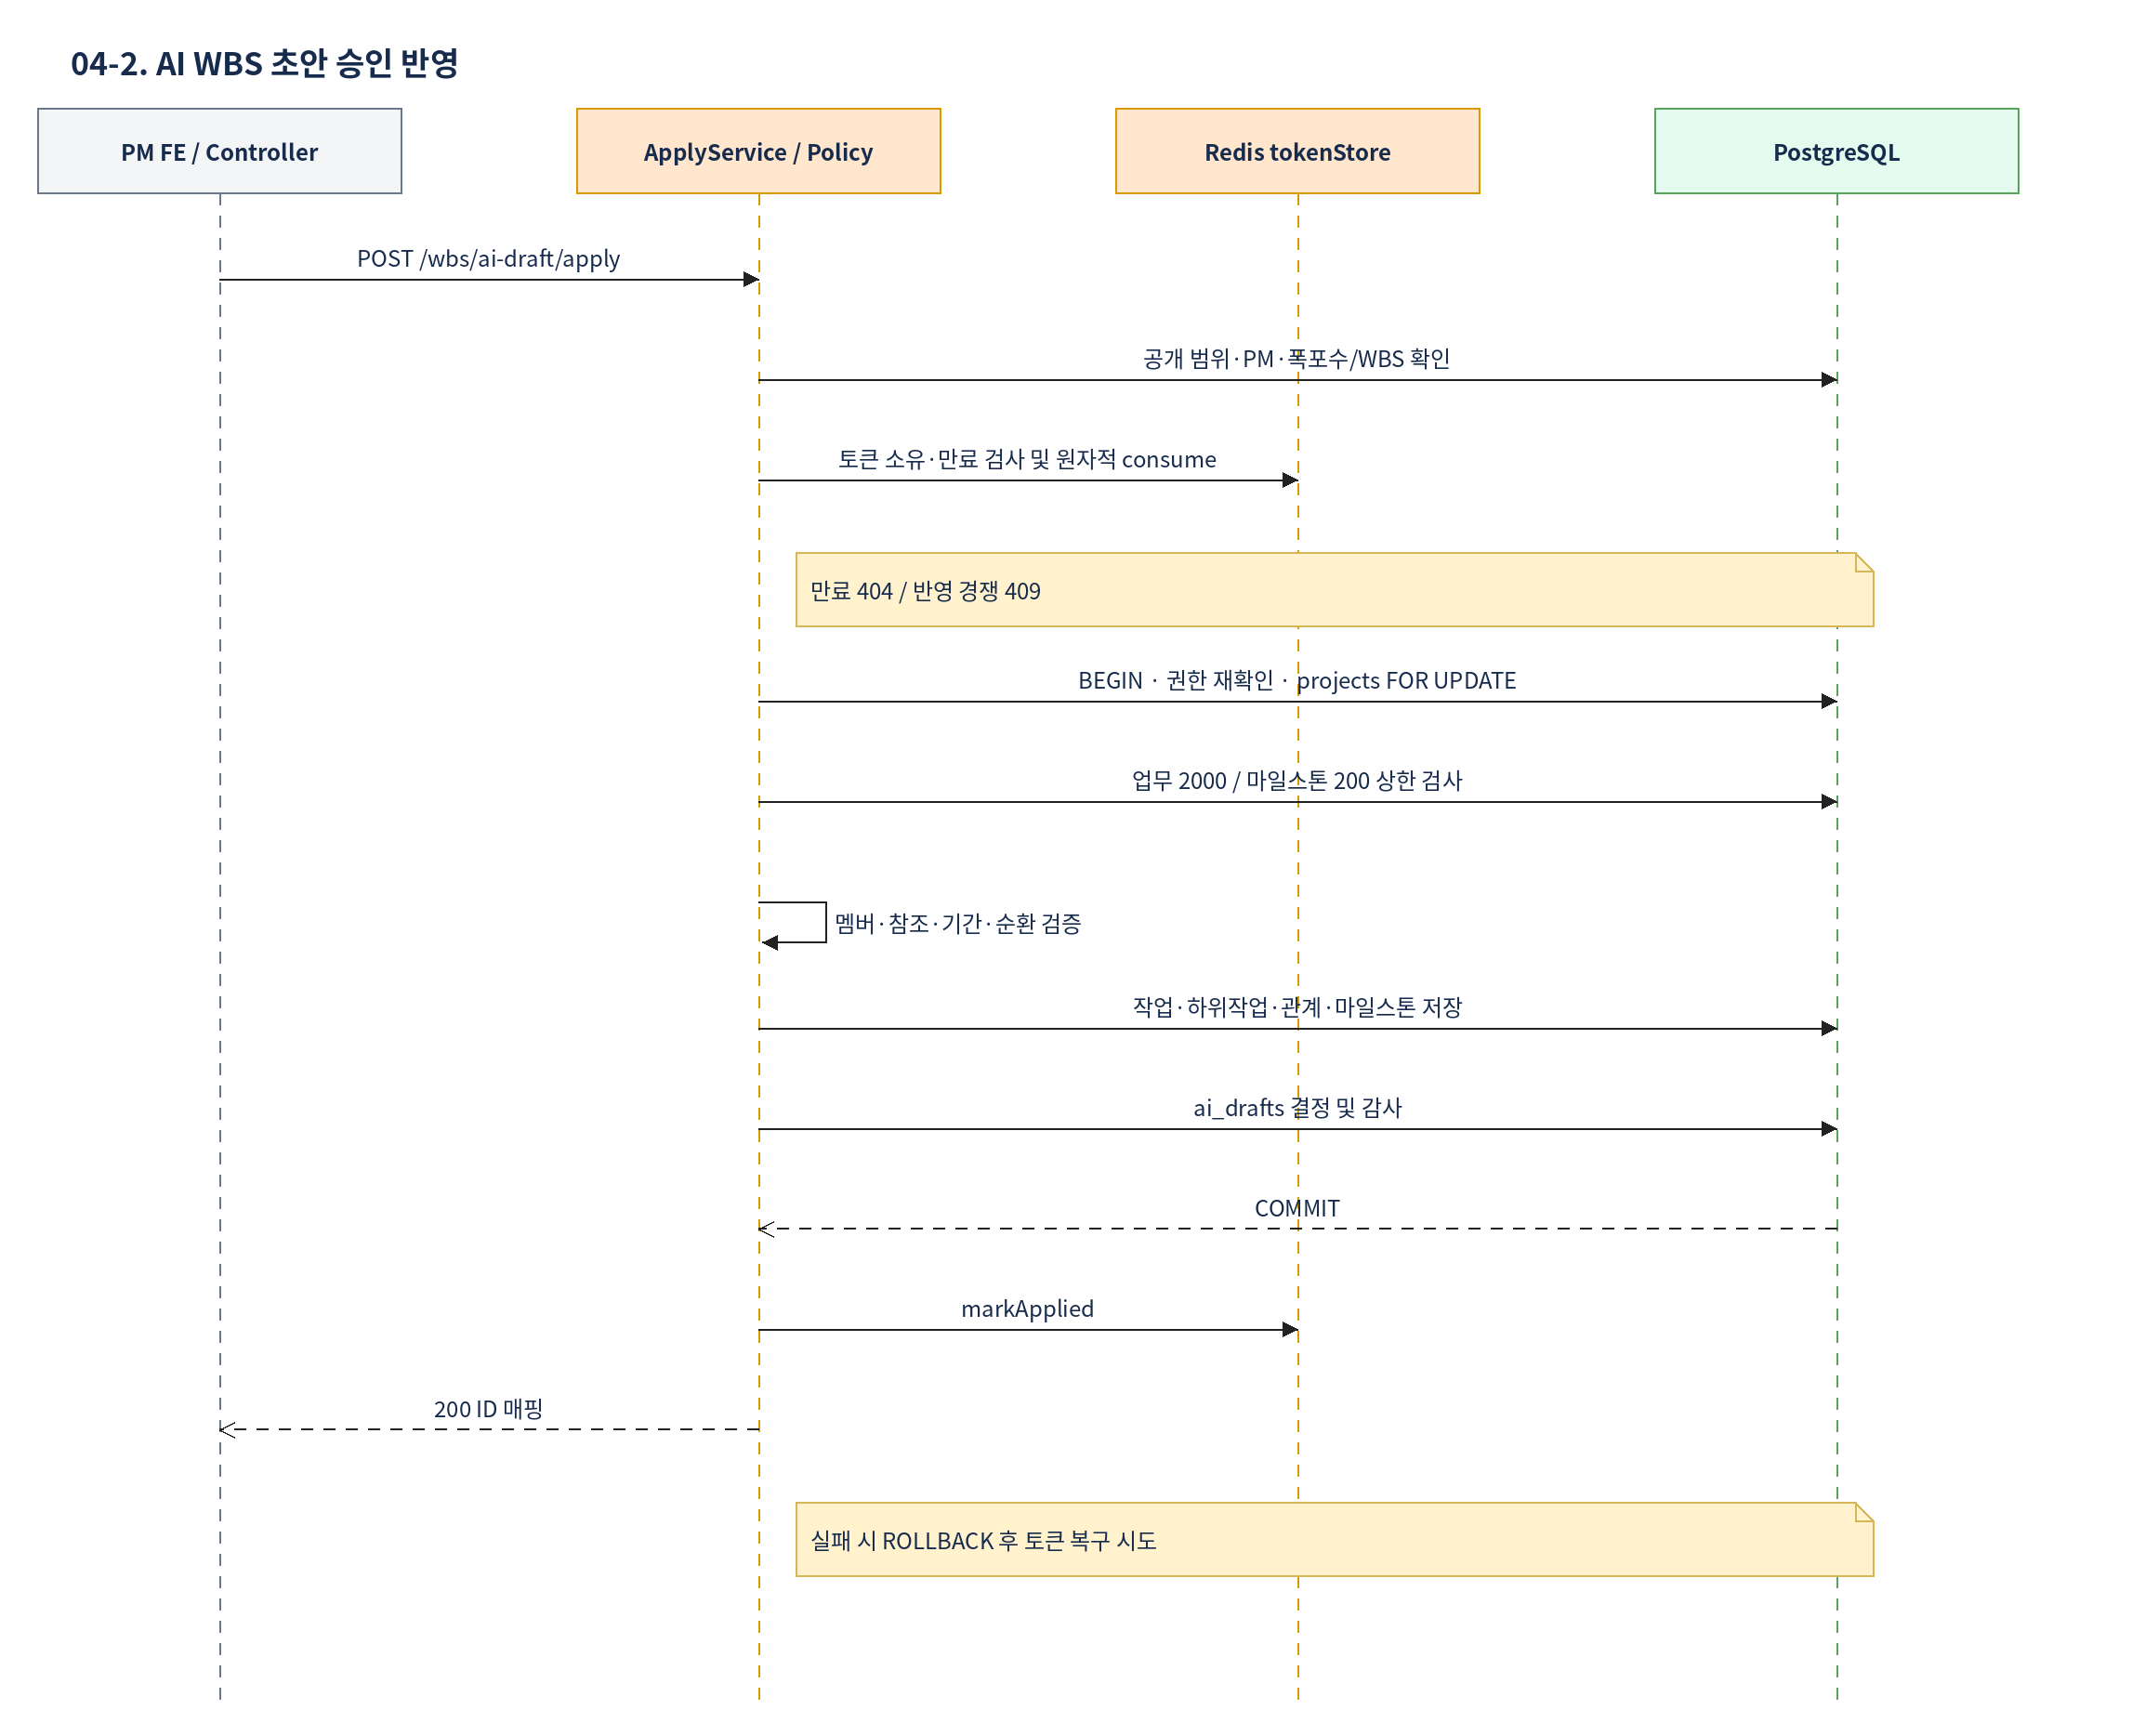 04-2. AI WBS 초안 승인 반영
PM FE / Controller
ApplyService / Policy
Redis tokenStore
PostgreSQL
POST /wbs/ai-draft/apply
공개 범위·PM·폭포수/WBS 확인
토큰 소유·만료 검사 및 원자적 consume
만료 404 / 반영 경쟁 409
BEGIN · 권한 재확인 · projects FOR UPDATE
업무 2000 / 마일스톤 200 상한 검사
멤버·참조·기간·순환 검증
작업·하위작업·관계·마일스톤 저장
ai_drafts 결정 및 감사
COMMIT
markApplied
200 ID 매핑
실패 시 ROLLBACK 후 토큰 복구 시도